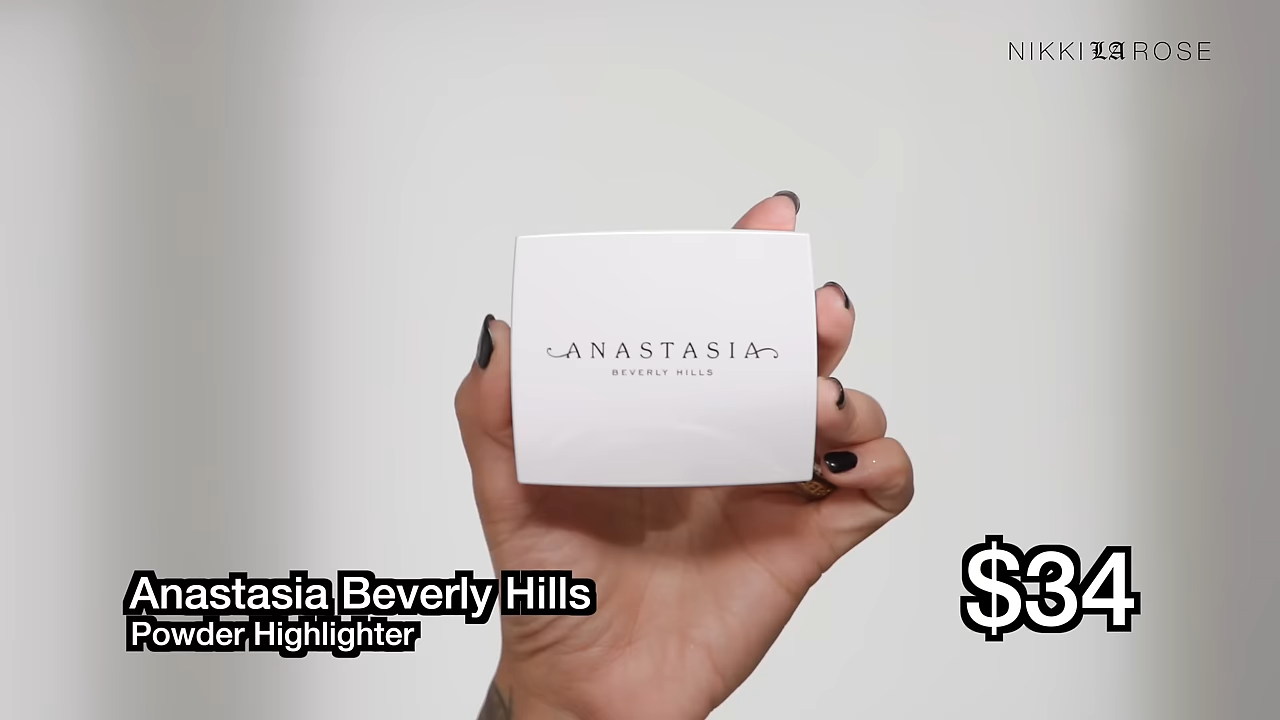 NIKKI LA ROSE
ANASTASIA
BEVERLY HILLS
Anastasia Beverly Hills
Powder Highlighter
$34